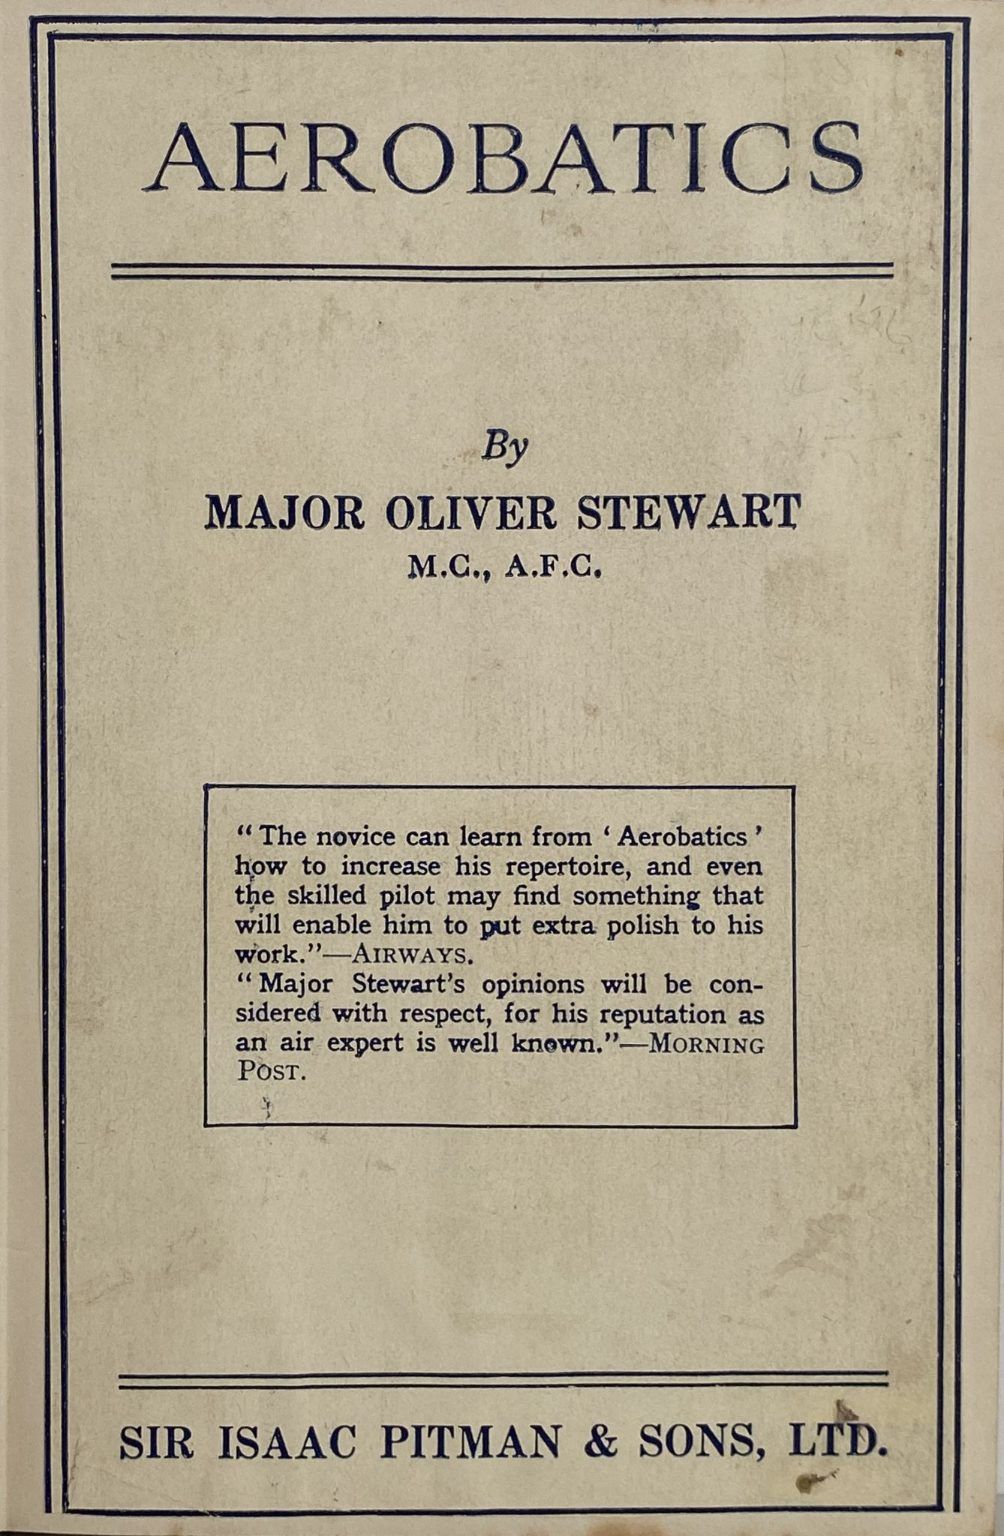 AEROBATICS
By
MAJOR OLIVER STEWART
M.C., A.F.C.
“The novice can learn from ‘Aerobatics’
how to increase his repertoire, and even
the skilled pilot may find something that
will enable him to put extra polish to his
work.”—AIRWAYS.
“Major Stewart’s opinions will be con-
sidered with respect, for his reputation as
an air expert is well known.”—MORNING
POST.
SIR ISAAC PITMAN & SONS, LTD.